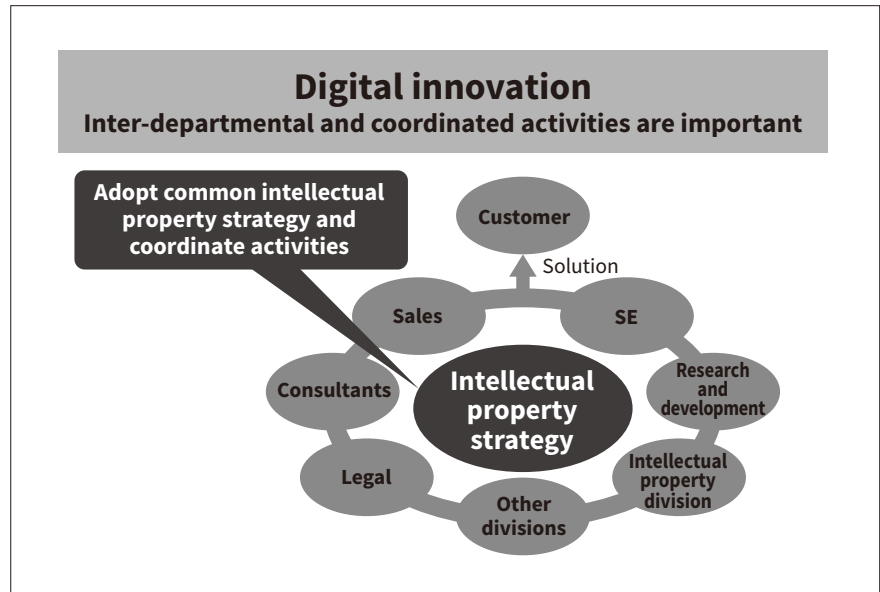 Digital innovation
Inter-departmental and coordinated activities are important
Adopt common intellectual
property strategy and
coordinate activities
Customer
Solution
Sales
SE
Consultants
Intellectual
property
strategy
Research
and
development
Legal
Intellectual
property
division
Other
divisions